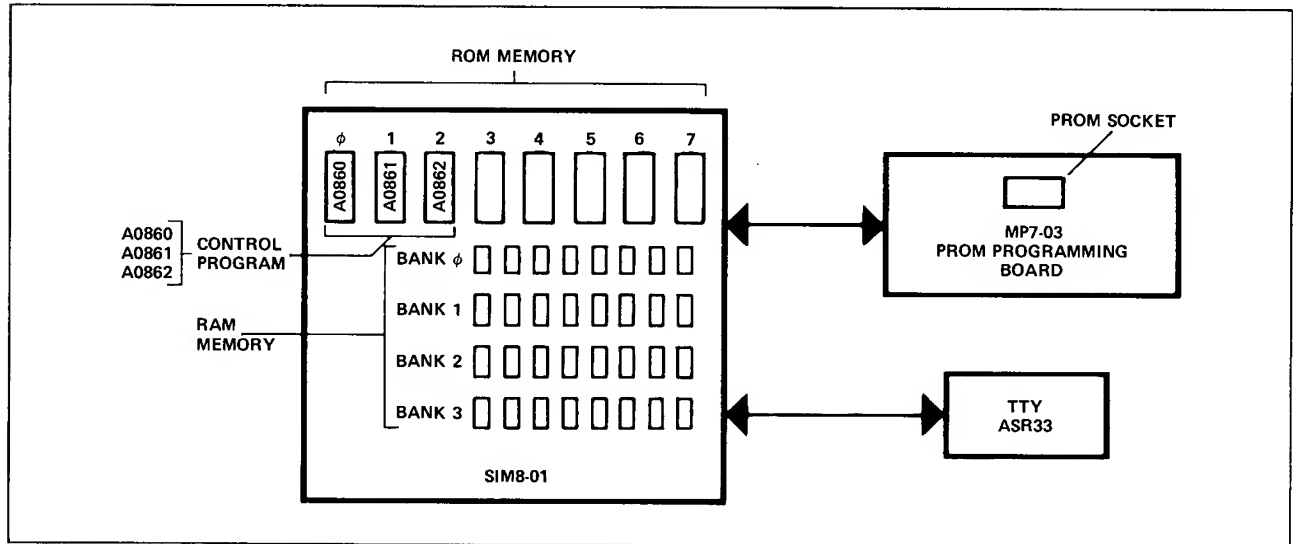 ROM MEMORY
φ 1 2 3 4 5 6 7
A0860 A0861 A0862
A0860
A0861
A0862
CONTROL
PROGRAM
RAM
MEMORY
BANK φ
BANK 1
BANK 2
BANK 3
SIM8-01
PROM SOCKET
MP7-03
PROM PROGRAMMING
BOARD
TTY
ASR33